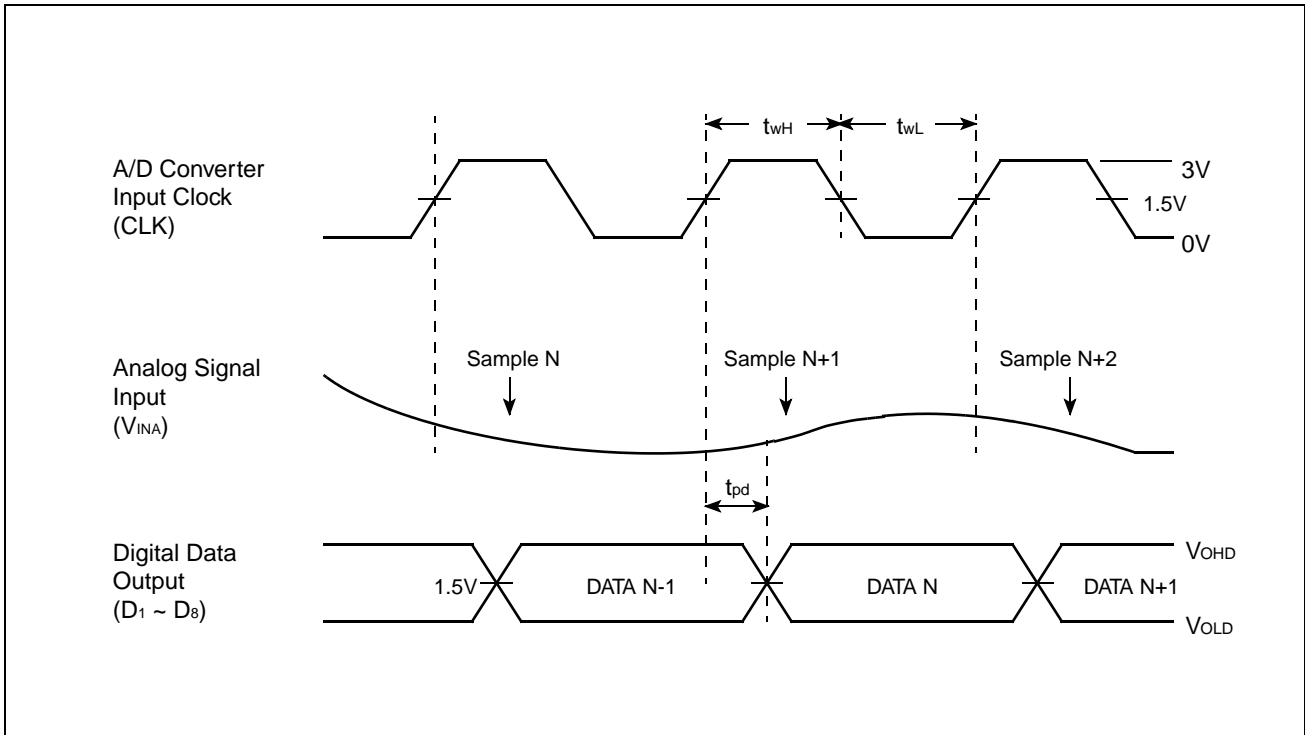 twH
twL
A/D Converter
Input Clock
(CLK)
3V
1.5V
0V
Sample N
Sample N+1
Sample N+2
Analog Signal
Input
(VINA)
tpd
Digital Data
Output
(D1 ~ D8)
1.5V
DATA N-1
DATA N
DATA N+1
VOHD
VOLD